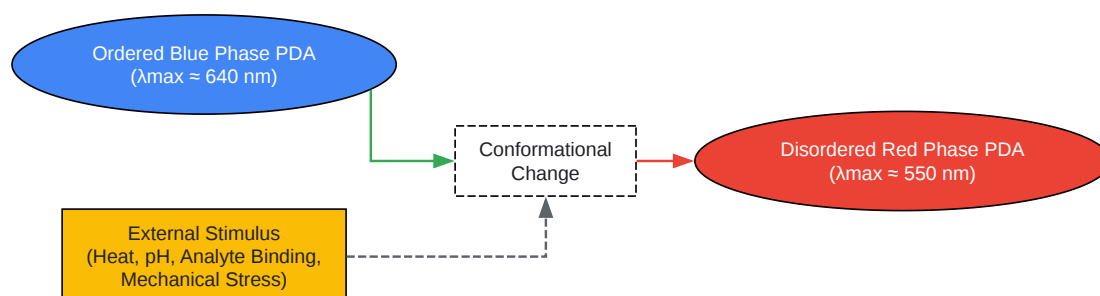 Ordered Blue Phase PDA
(λmax ≈ 640 nm)
Conformational
Change
Disordered Red Phase PDA
(λmax ≈ 550 nm)
External Stimulus
(Heat, pH, Analyte Binding,
Mechanical Stress)